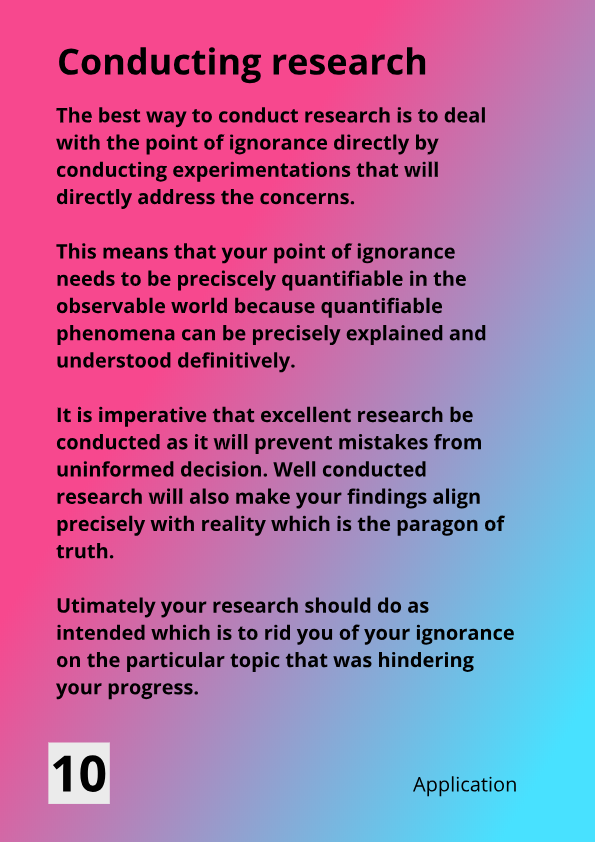 Conducting research
The best way to conduct research is to deal
with the point of ignorance directly by
conducting experimentations that will
directly address the concerns.
This means that your point of ignorance
needs to be preciscely quantifiable in the
observable world because quantifiable
phenomena can be precisely explained and
understood definitively.
It is imperative that excellent research be
conducted as it will prevent mistakes from
uninformed decision. Well conducted
research will also make your findings align
precisely with reality which is the paragon of
truth.
Utimately your research should do as
intended which is to rid you of your ignorance
on the particular topic that was hindering
your progress.
10
Application